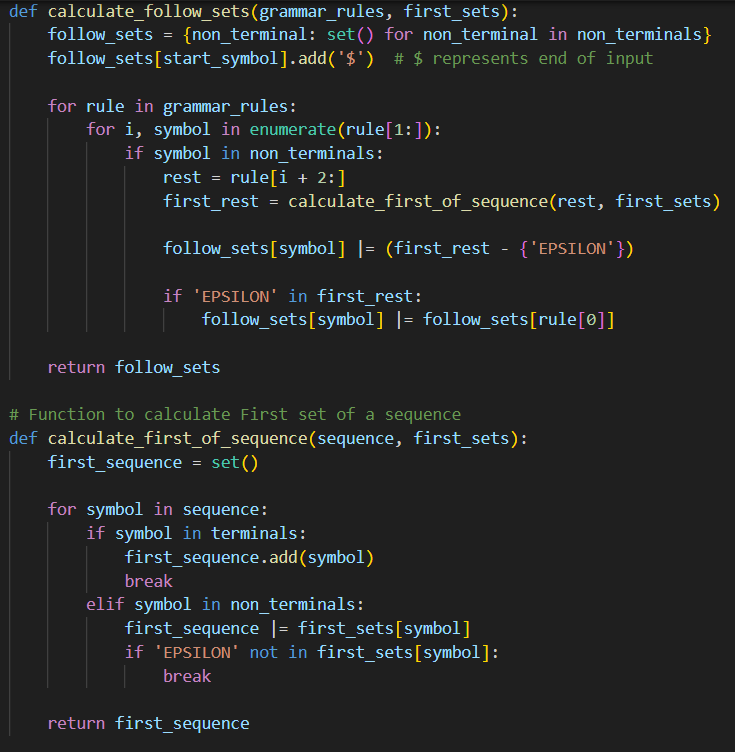 def calculate_follow_sets(grammar_rules, first_sets):
    follow_sets = {non_terminal: set() for non_terminal in non_terminals}
    follow_sets[start_symbol].add('$')  # $ represents end of input

    for rule in grammar_rules:
        for i, symbol in enumerate(rule[1:]):
            if symbol in non_terminals:
                rest = rule[i + 2:]
                first_rest = calculate_first_of_sequence(rest, first_sets)

                follow_sets[symbol] |= (first_rest - {'EPSILON'})

                if 'EPSILON' in first_rest:
                    follow_sets[symbol] |= follow_sets[rule[0]]

    return follow_sets

# Function to calculate First set of a sequence
def calculate_first_of_sequence(sequence, first_sets):
    first_sequence = set()

    for symbol in sequence:
        if symbol in terminals:
            first_sequence.add(symbol)
            break
        elif symbol in non_terminals:
            first_sequence |= first_sets[symbol]
            if 'EPSILON' not in first_sets[symbol]:
                break

    return first_sequence